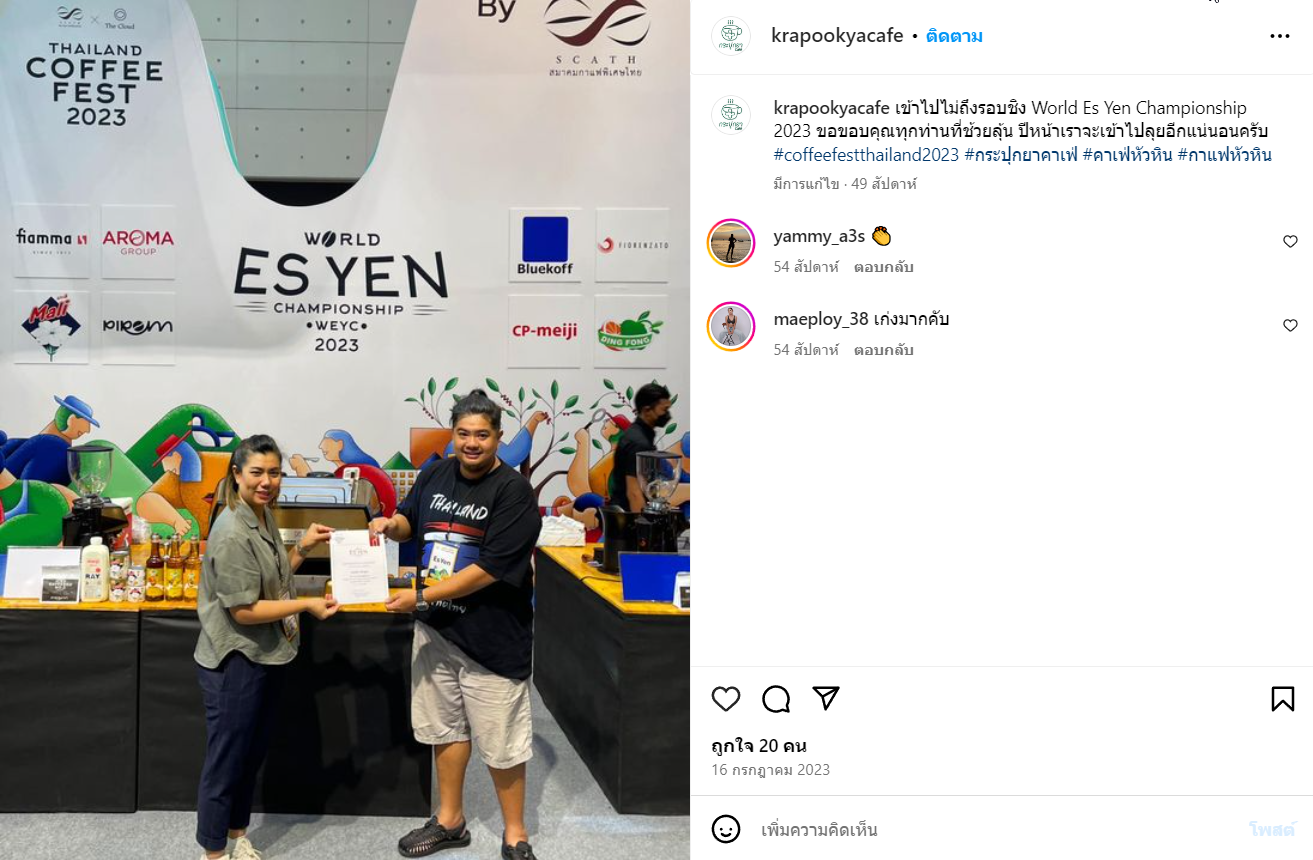 The Cloud
THAILAND
COFFEE
FEST
2023
By
SCATH
สมาคมกาแฟพิเศษไทย
fiamma
AROMA
GROUP
Mali
PIROM
WORLD
ES YEN
CHAMPIONSHIP
•WEYC•
2023
Bluekoff
FIORENZATO
CP-meiji
DING FONG
THAILAND
Es Yen
krapookyacafe • ติดตาม
krapookyacafe เข้าไปไม่ถึงรอบชิง World Es Yen Championship
2023 ขอขอบคุณทุกท่านที่ช่วยลุ้น ปีหน้าเราจะเข้าไปลุยอีกแน่นอนครับ
#coffeefestthailand2023 #กระปุกยาคาเฟ่ #คาเฟ่หัวหิน #กาแฟหัวหิน
มีการแก้ไข · 49 สัปดาห์
yammy_a3s 👏
54 สัปดาห์ ตอบกลับ
maeploy_38 เก่งมากคับ
54 สัปดาห์ ตอบกลับ
ถูกใจ 20 คน
16 กรกฎาคม 2023
เพิ่มความคิดเห็น
โพสต์